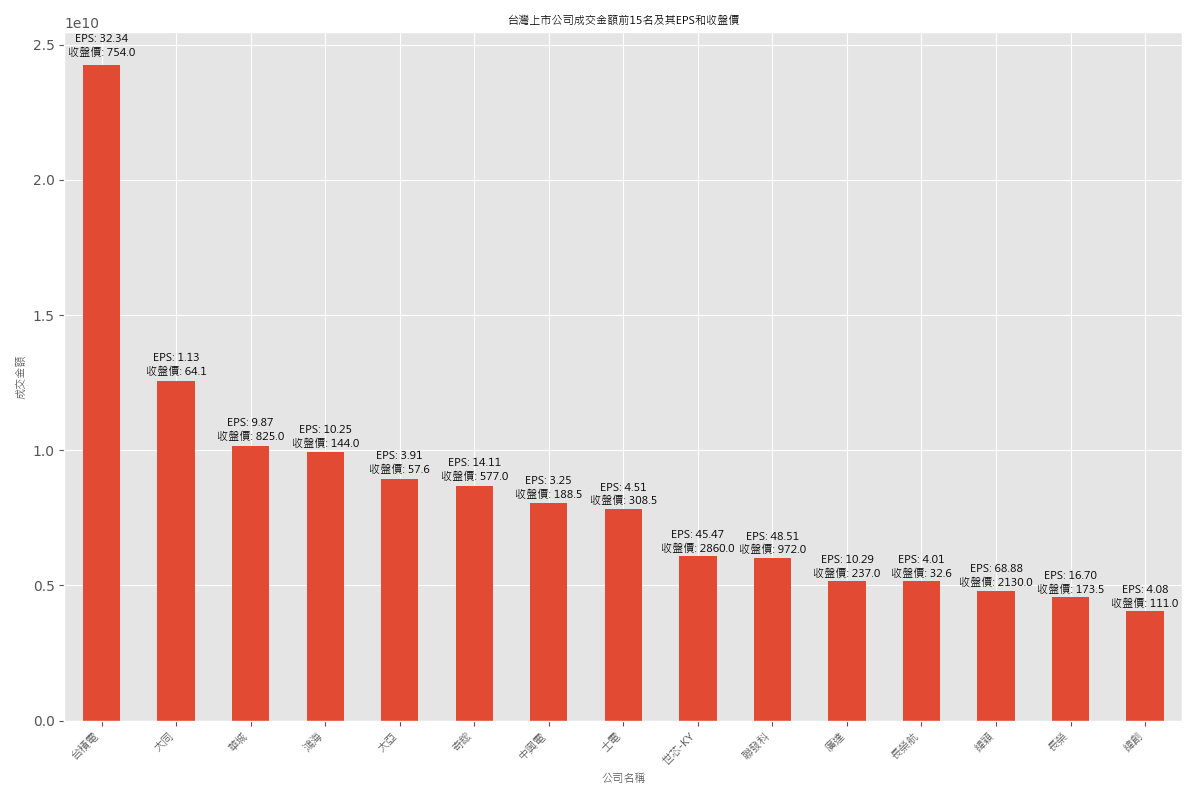 台灣上市公司成交金額前15名及其EPS和收盤價
1e10
2.5
2.0
1.5
1.0
0.5
0.0
成交金額
EPS: 32.34
收盤價: 754.0
EPS: 1.13
收盤價: 64.1
EPS: 9.87
收盤價: 825.0
EPS: 10.25
收盤價: 144.0
EPS: 3.91
收盤價: 57.6
EPS: 14.11
收盤價: 577.0
EPS: 3.25
收盤價: 188.5
EPS: 4.51
收盤價: 308.5
EPS: 45.47
收盤價: 2860.0
EPS: 48.51
收盤價: 972.0
EPS: 10.29
收盤價: 237.0
EPS: 4.01
收盤價: 32.6
EPS: 68.88
收盤價: 2130.0
EPS: 16.70
收盤價: 173.5
EPS: 4.08
收盤價: 111.0
台積電
大同
華城
鴻海
大亞
奇鋐
中興電
士電
世芯-KY
聯發科
廣達
長榮航
緯穎
長榮
緯創
公司名稱